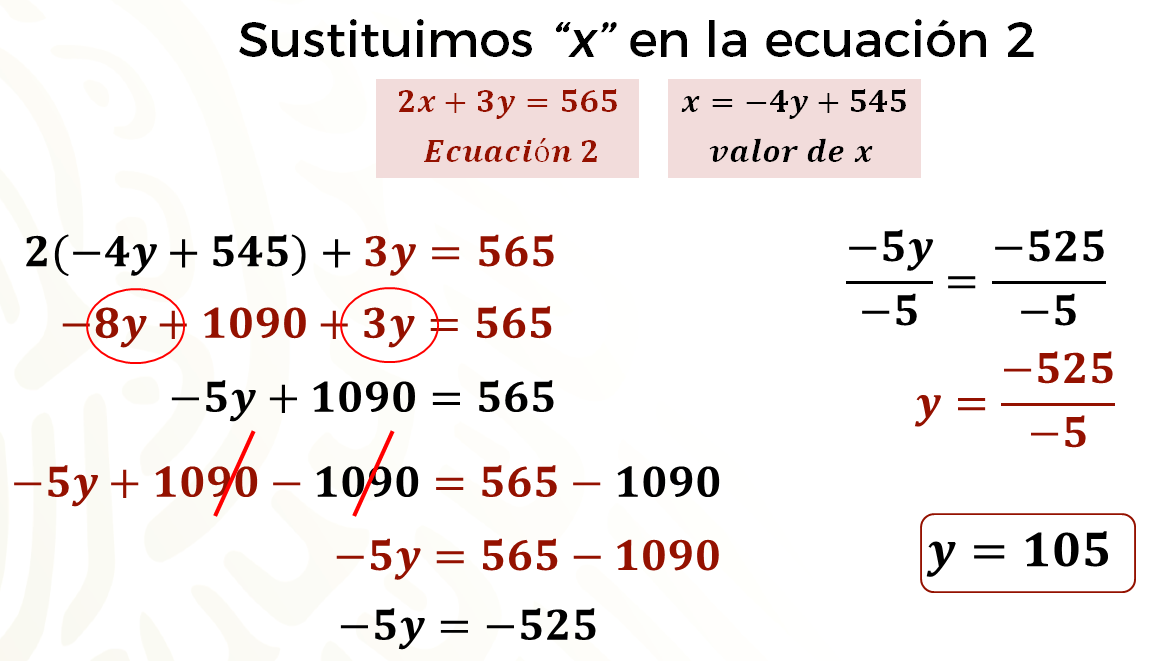 Sustituimos “x” en la ecuación 2
2x + 3y = 565
Ecuación 2
x = −4y + 545
valor de x
2(−4y + 545) + 3y = 565
−8y + 1090 + 3y = 565
−5y + 1090 = 565
−5y + 1090 − 1090 = 565 − 1090
−5y = 565 − 1090
−5y = −525
−5y/−5 = −525/−5
y = −525/−5
y = 105